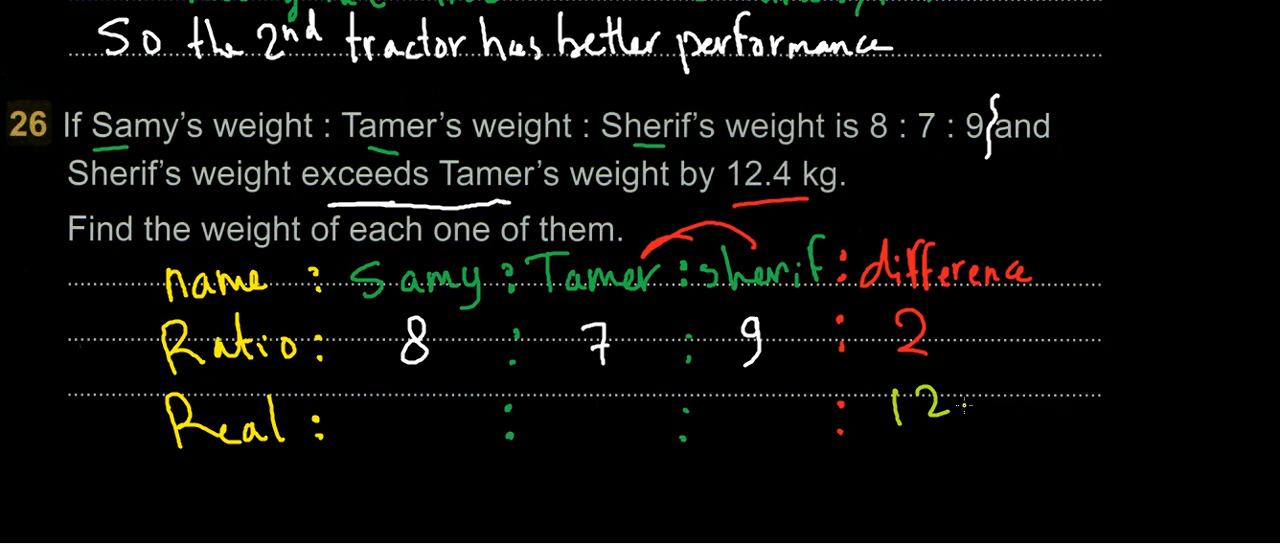 So the 2nd tractor has better performance
26 If Samy's weight : Tamer's weight : Sherif's weight is 8 : 7 : 9 and
Sherif's weight exceeds Tamer's weight by 12.4 kg.
Find the weight of each one of them.
name : Samy : Tamer : sherif : difference
Ratio : 8 : 7 : 9 : 2
Real : : : : 12